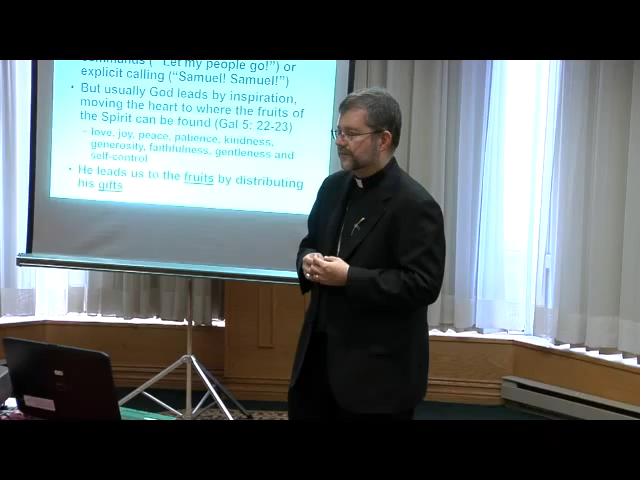 commands ("Let my people go!") or
explicit calling ("Samuel! Samuel!")
• But usually God leads by inspiration,
moving the heart to where the fruits of
the Spirit can be found (Gal 5: 22-23)
– love, joy, peace, patience, kindness,
generosity, faithfulness, gentleness and
self-control
• He leads us to the fruits by distributing
his gifts